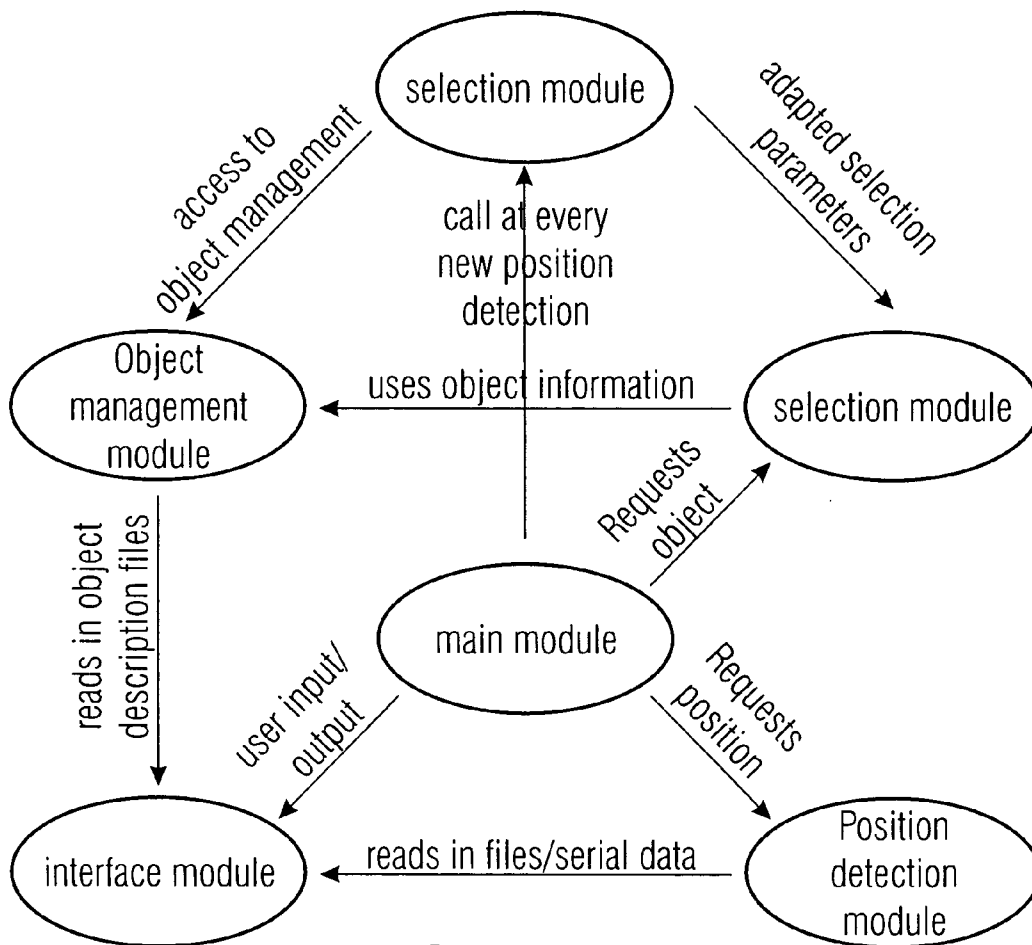 selection module
access to
object management
adapted selection
parameters
call at every
new position
detection
Object
management
module
uses object information
selection module
Requests
object
reads in object
description files
main module
user input/
output
Requests
position
interface module
reads in files/serial data
Position
detection
module